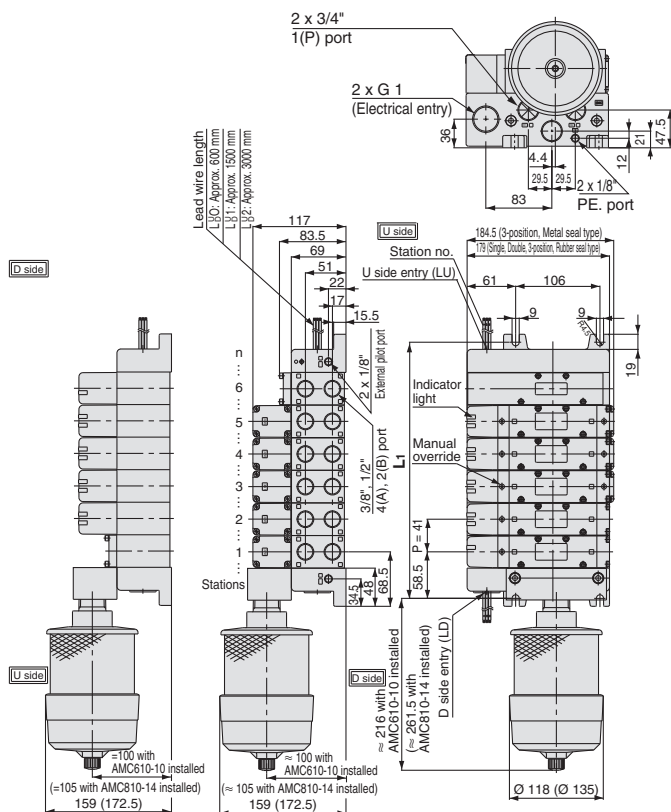 2 x 3/4"
1(P) port
2 x G 1
(Electrical entry)
36
47.5
21
12
4.4
29.5
29.5
2 x 1/8"
PE. port
83
Lead wire length
L D0: Approx. 600 mm
L D1: Approx. 1500 mm
L D2: Approx. 3000 mm
117
83.5
69
51
22
17
15.5
U side
184.5 (3-position, Metal seal type)
179 (Single, Double, 3-position, Rubber seal type)
Station no.
U side entry (LU)
61
106
9
9
R4.5
19
D side
n
6
5
4
3
2
1
Stations
2 x 1/8"
External pilot port
3/8", 1/2"
4(A), 2(B) port
L1
Indicator
light
Manual
override
P = 41
58.5
34.5
48
68.5
U side
D side
≈ 216 with
AMC610-10 installed
(≈ 261.5 with
AMC810-14 installed)
D side entry (LD)
=100 with
AMC610-10 installed
(=105 with AMC810-14 installed)
159 (172.5)
≈ 100 with
AMC610-10 installed
(≈ 105 with AMC810-14 installed)
159 (172.5)
Ø 118 (Ø 135)